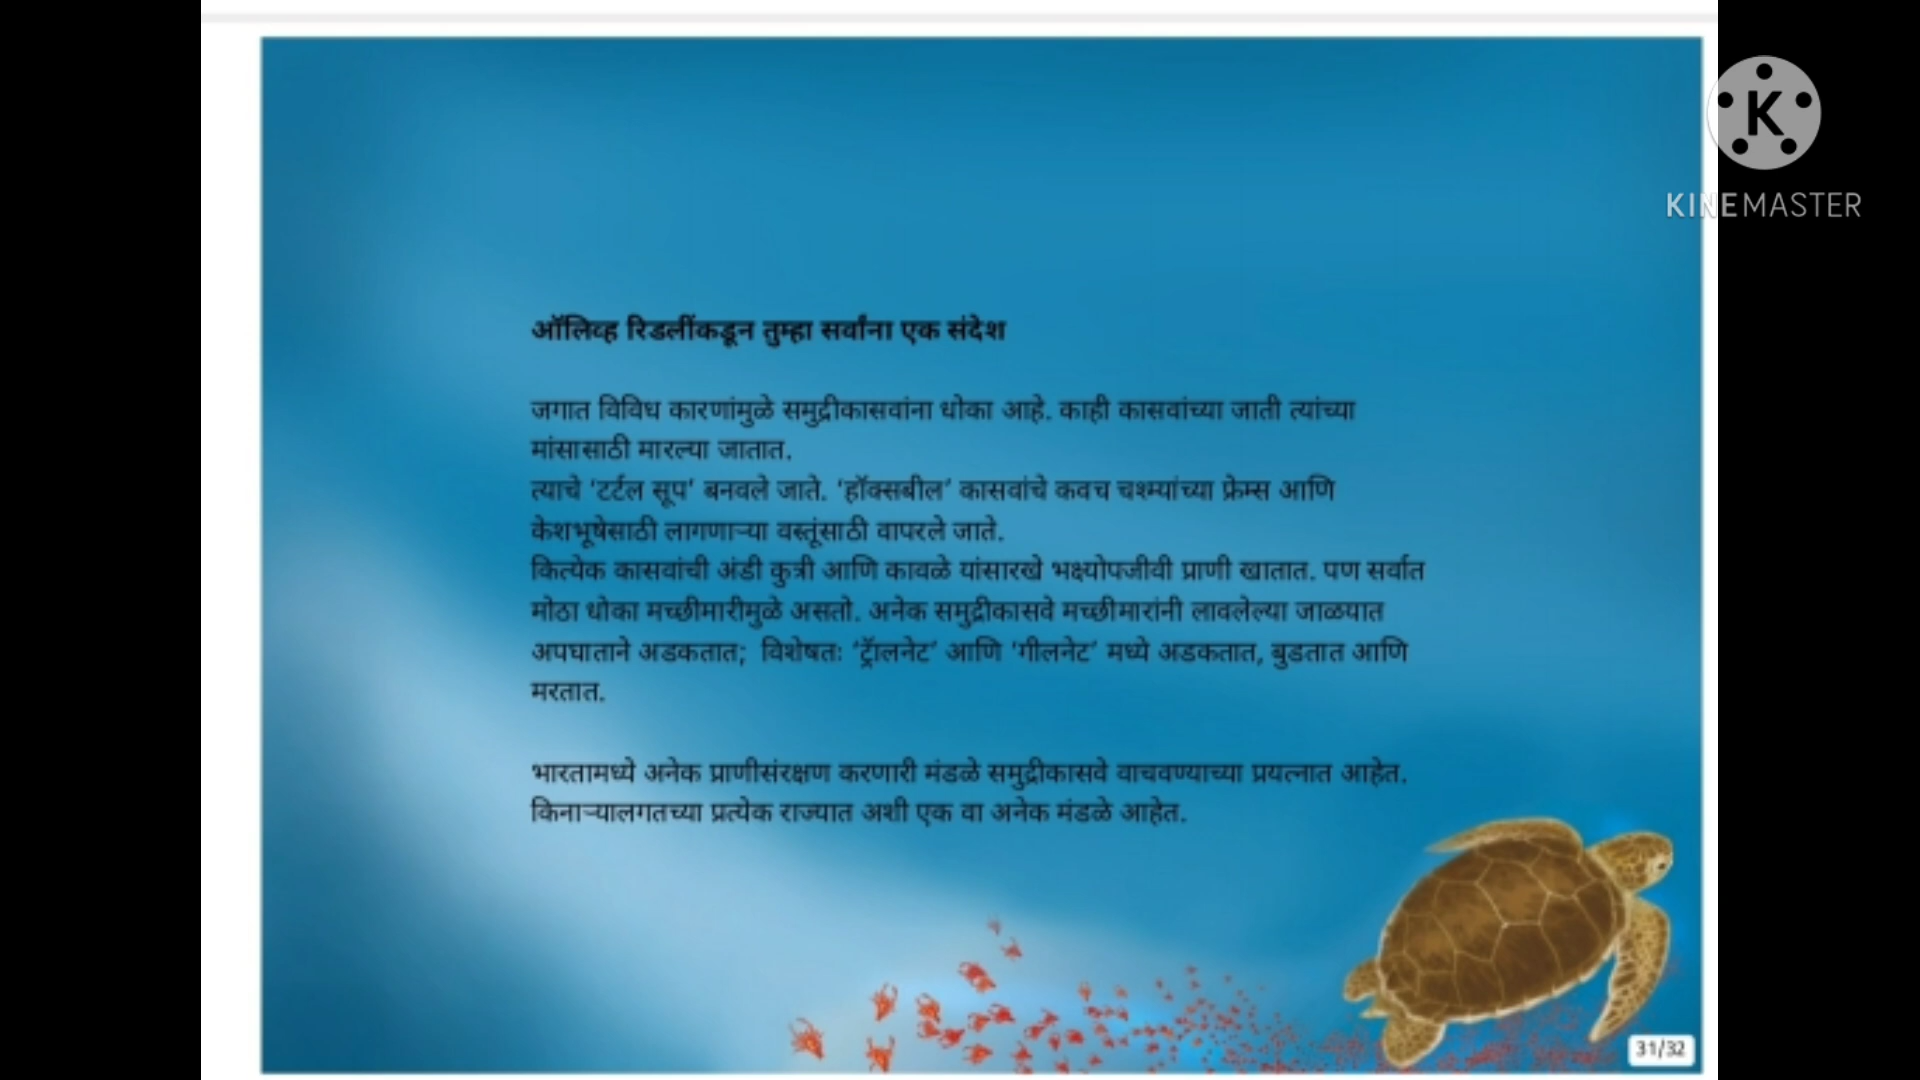 K
KINEMASTER
ऑलिव्ह रिडलींकडून तुम्हा सर्वांना एक संदेश
जगात विविध कारणांमुळे समुद्रीकासवांना धोका आहे. काही कासवांच्या जाती त्यांच्या
मांसासाठी मारल्या जातात.
त्याचे ‘टर्टल सूप’ बनवले जाते. ‘हॉक्सबील’ कासवांचे कवच चश्म्यांच्या फ्रेम्स आणि
केशभूषेसाठी लागणाऱ्या वस्तूंसाठी वापरले जाते.
कित्येक कासवांची अंडी कुत्री आणि कावळे यांसारखे भक्ष्योपजीवी प्राणी खातात. पण सर्वात
मोठा धोका मच्छीमारीमुळे असतो. अनेक समुद्रीकासवे मच्छीमारांनी लावलेल्या जाळयात
अपघाताने अडकतात; विशेषतः ‘ट्रॅालनेट’ आणि ‘गीलनेट’ मध्ये अडकतात, बुडतात आणि
मरतात.
भारतामध्ये अनेक प्राणीसंरक्षण करणारी मंडळे समुद्रीकासवे वाचवण्याच्या प्रयत्नात आहेत.
किनाऱ्यालगतच्या प्रत्येक राज्यात अशी एक वा अनेक मंडळे आहेत.
31/32